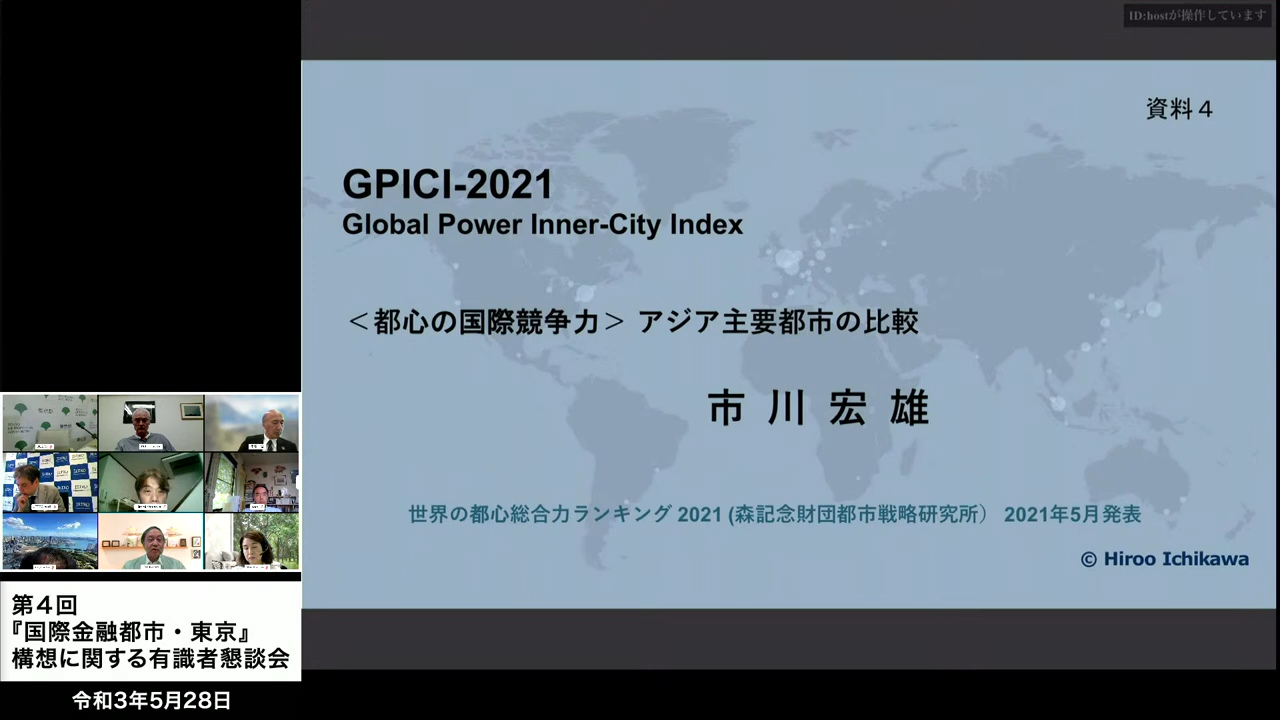 ID:hostが操作しています
資料４
GPICI-2021
Global Power Inner-City Index
＜都心の国際競争力＞ アジア主要都市の比較
市 川 宏 雄
世界の都心総合力ランキング 2021 (森記念財団都市戦略研究所） 2021年5月発表
© Hiroo Ichikawa
第４回
『国際金融都市・東京』
構想に関する有識者懇談会
令和3年5月28日